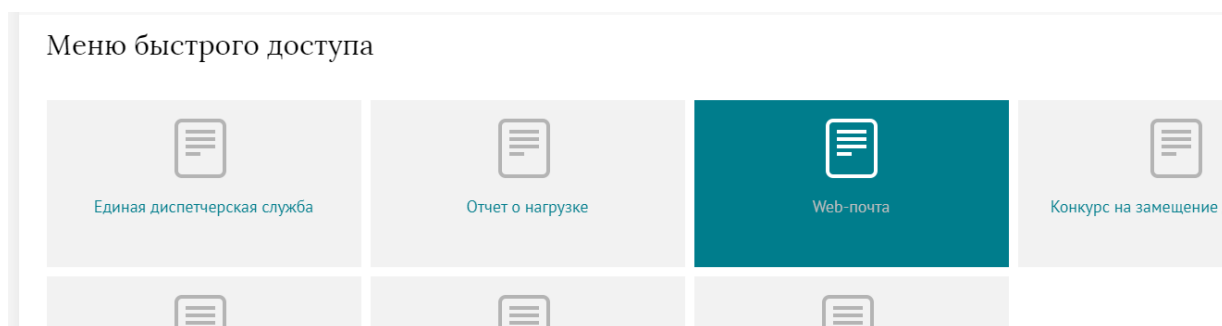 Меню быстрого доступа
Единая диспетчерская служба
Отчет о нагрузке
Web-почта
Конкурс на замещение